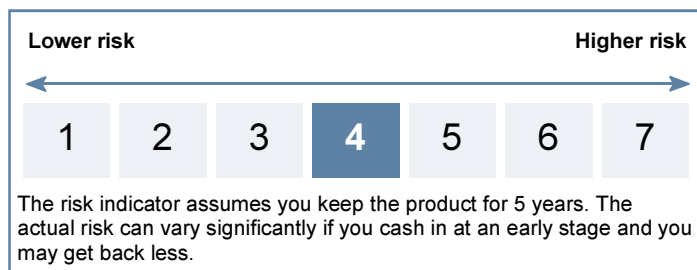 Lower risk Higher risk
1 2 3 4 5 6 7
The risk indicator assumes you keep the product for 5 years. The
actual risk can vary significantly if you cash in at an early stage and you
may get back less.